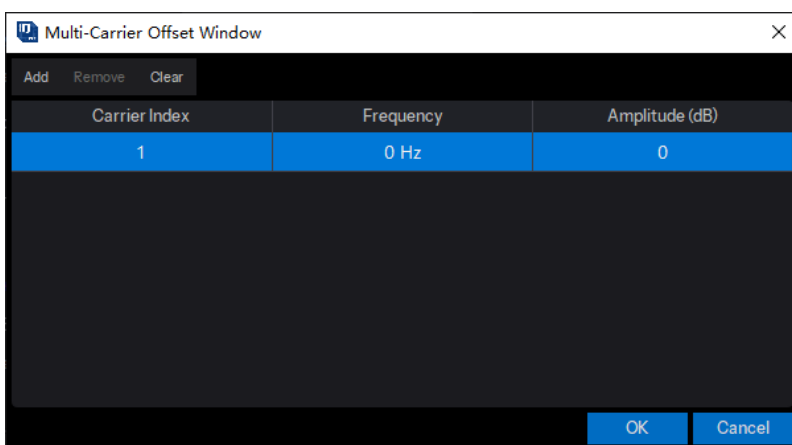 Multi-Carrier Offset Window
Add Remove Clear
Carrier Index Frequency Amplitude (dB)
1 0 Hz 0
OK Cancel